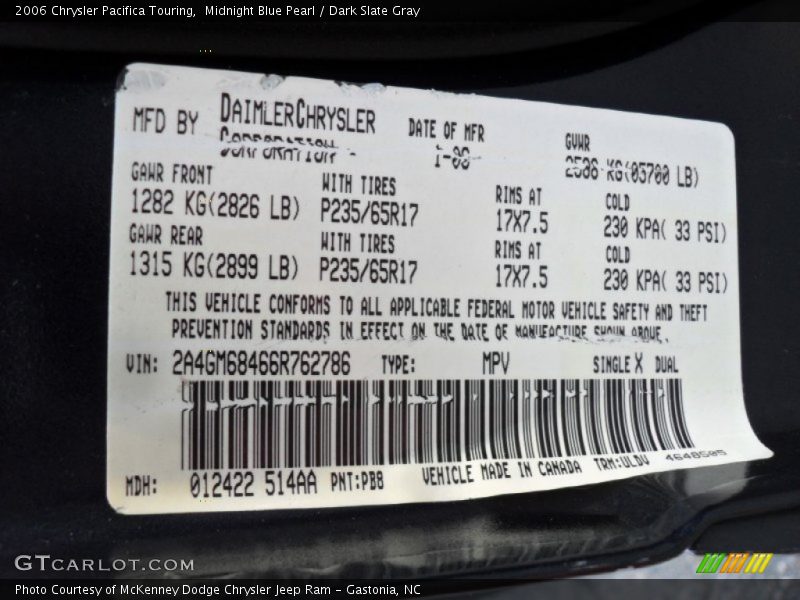 2006 Chrysler Pacifica Touring,  Midnight Blue Pearl / Dark Slate Gray
MFD BY DAIMLERCHRYSLER CORPORATION
DATE OF MFR
GVWR
(05700 LB)
GAWR FRONT WITH TIRES RIMS AT COLD
1282 KG(2826 LB) P235/65R17 17X7.5 230 KPA( 33 PSI)
GAWR REAR WITH TIRES RIMS AT COLD
1315 KG(2899 LB) P235/65R17 17X7.5 230 KPA( 33 PSI)
THIS VEHICLE CONFORMS TO ALL APPLICABLE FEDERAL MOTOR VEHICLE SAFETY AND THEFT
PREVENTION STANDARDS IN EFFECT ON THE DATE OF MANUFACTURE SHOWN ABOVE.
VIN: 2A4GM68466R762786 TYPE: MPV SINGLE X DUAL
MDH: 012422 514AA PNT:PB8 VEHICLE MADE IN CANADA TRM:ULDV 4648505
GTCARLOT.COM
Photo Courtesy of McKenney Dodge Chrysler Jeep Ram - Gastonia, NC